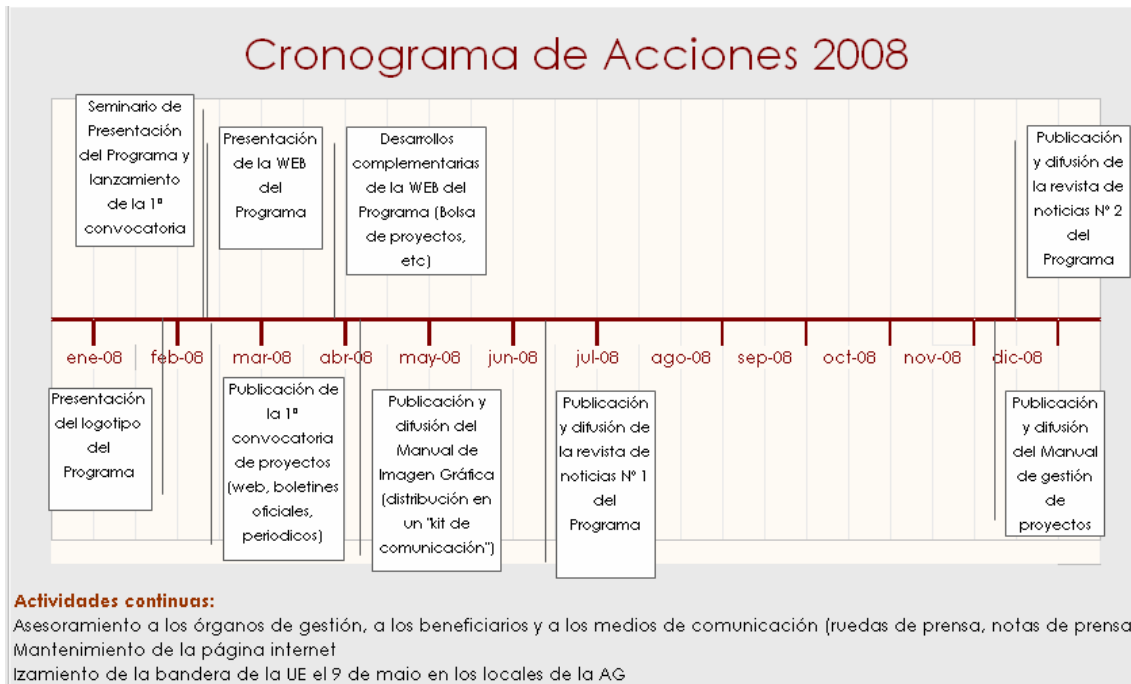 Cronograma de Acciones 2008
Seminario de
Presentación
del Programa y
lanzamiento
de la 1ª
convocatoria
Presentación
de la WEB
del
Programa
Desarrollos
complementarias
de la WEB del
Programa (Bolsa
de proyectos,
etc)
Publicación
y difusión de
la revista de
noticias Nº 2
del
Programa
ene-08 feb-08 mar-08 abr-08 may-08 jun-08 jul-08 ago-08 sep-08 oct-08 nov-08 dic-08
Presentación
del logotipo
del
Programa
Publicación de
la 1ª
convocatoria
de proyectos
(web, boletines
oficiales,
periodicos)
Publicación y
difusión del
Manual de
Imagen Gráfica
(distribución en
un "kit de
comunicación")
Publicación
y difusión de
la revista de
noticias Nº 1
del
Programa
Publicación
y difusión
del Manual
de gestión
de
proyectos
Actividades continuas:
Asesoramiento a los órganos de gestión, a los beneficiarios y a los medios de comunicación (ruedas de prensa, notas de prensa
Mantenimiento de la página internet
Izamiento de la bandera de la UE el 9 de maio en los locales de la AG